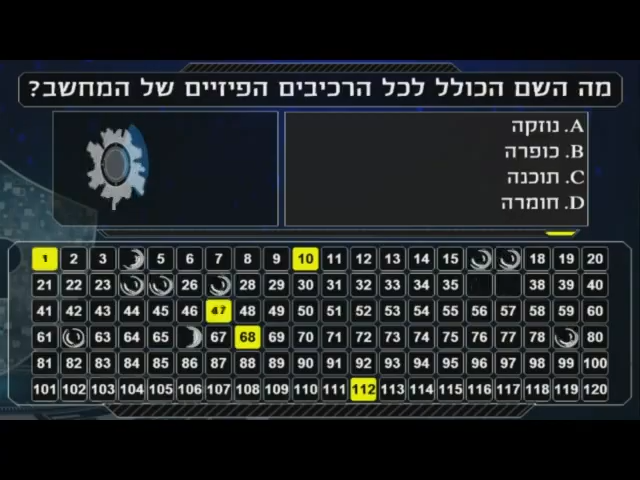 מה השם הכולל לכל הרכיבים הפיזיים של המחשב?
A. נוזקה
B. כופרה
C. תוכנה
D. חומרה
1 2 3 5 6 7 8 9 10 11 12 13 14 15 18 19 20
21 22 23 26 28 29 30 31 32 33 34 35 38 39 40
41 42 43 44 45 46 47 48 49 50 51 52 53 54 55 56 57 58 59 60
61 63 64 65 67 68 69 70 71 72 73 74 75 76 77 78 80
81 82 83 84 85 86 87 88 89 90 91 92 93 94 95 96 97 98 99 100
101 102 103 104 105 106 107 108 109 110 111 112 113 114 115 116 117 118 119 120